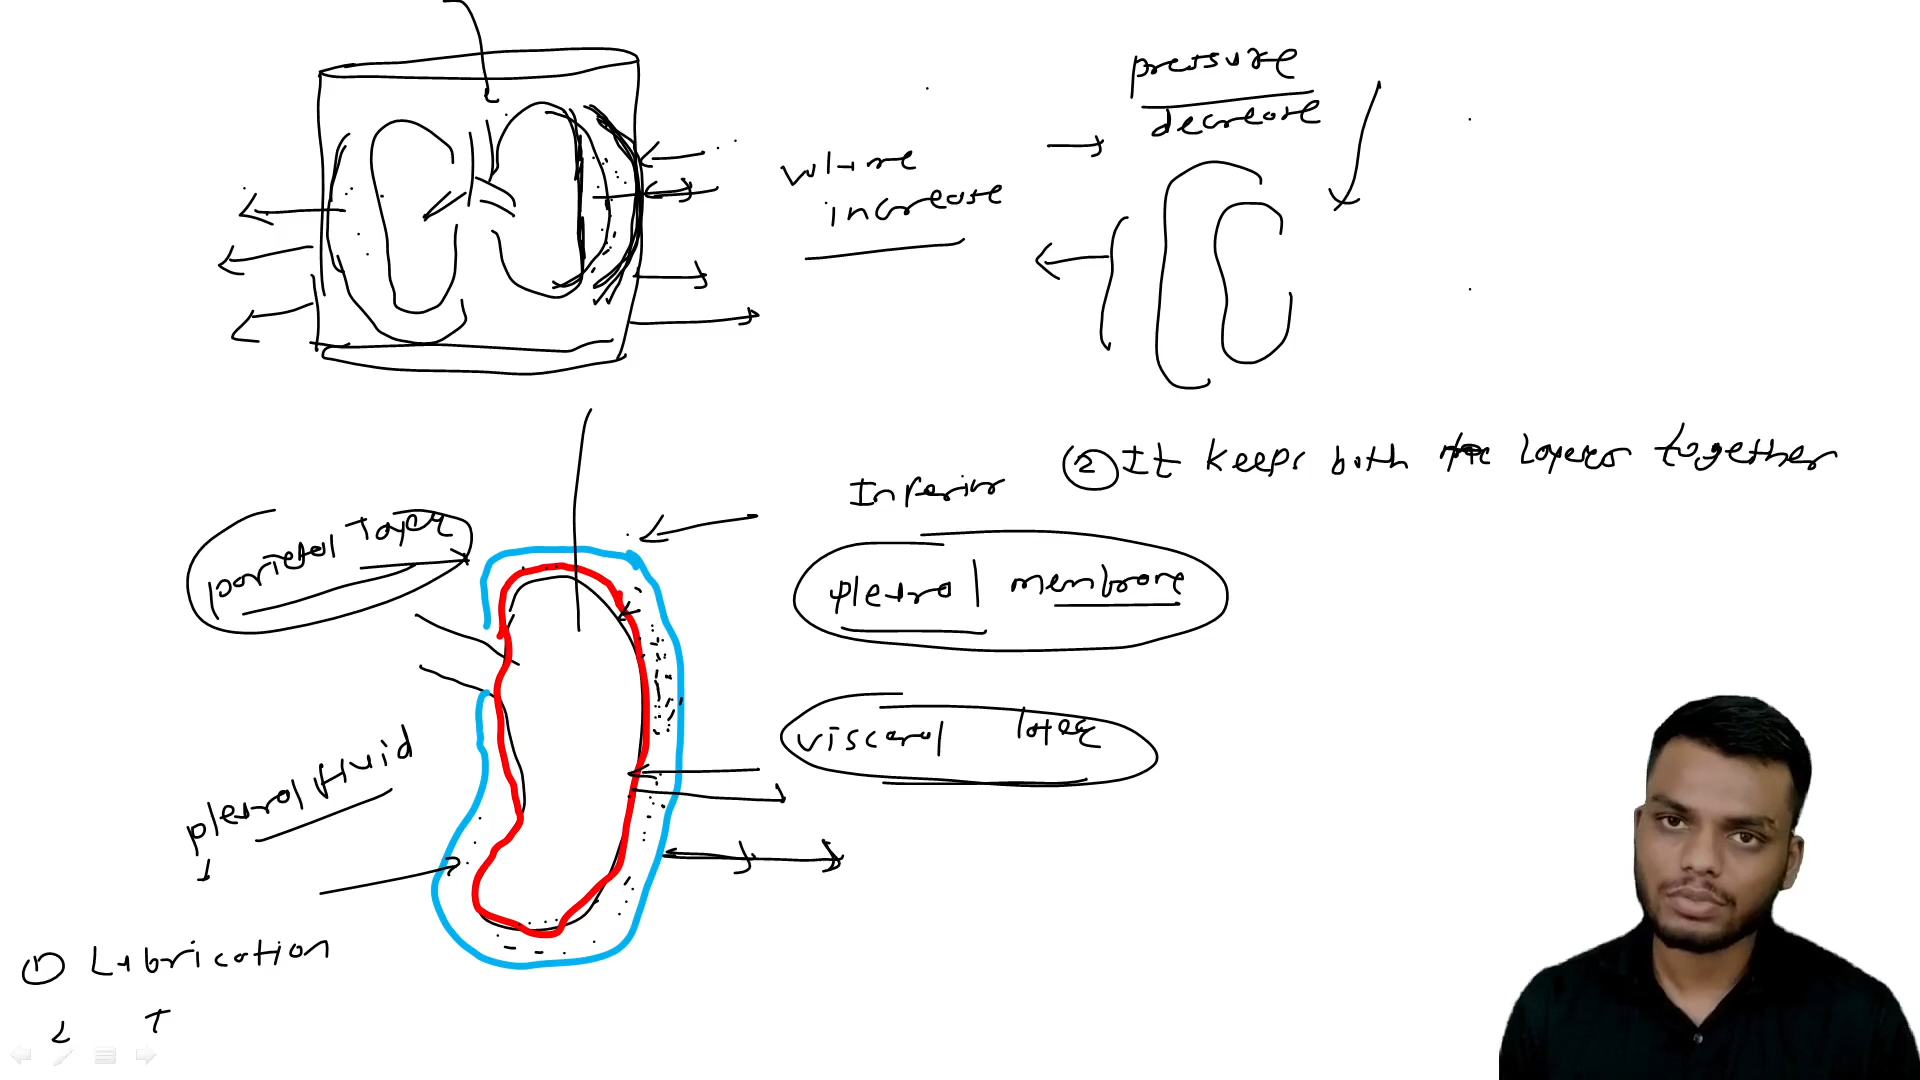 pressure
decrease
volume
increase
② It keeps both the layers together
Inferior
parietal layer
pleural membrane
visceral layer
pleural fluid
① Lubrication
2 I